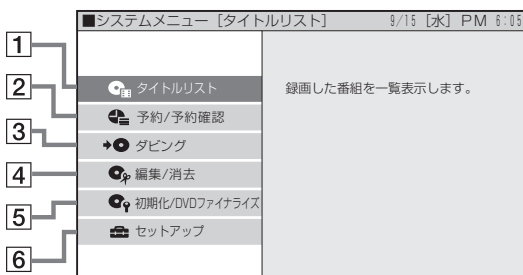 ■システムメニュー［タイトルリスト］ 9/15［水］PM 6:05
1 タイトルリスト 録画した番組を一覧表示します。
2 予約/予約確認
3 ダビング
4 編集/消去
5 初期化/DVDファイナライズ
6 セットアップ